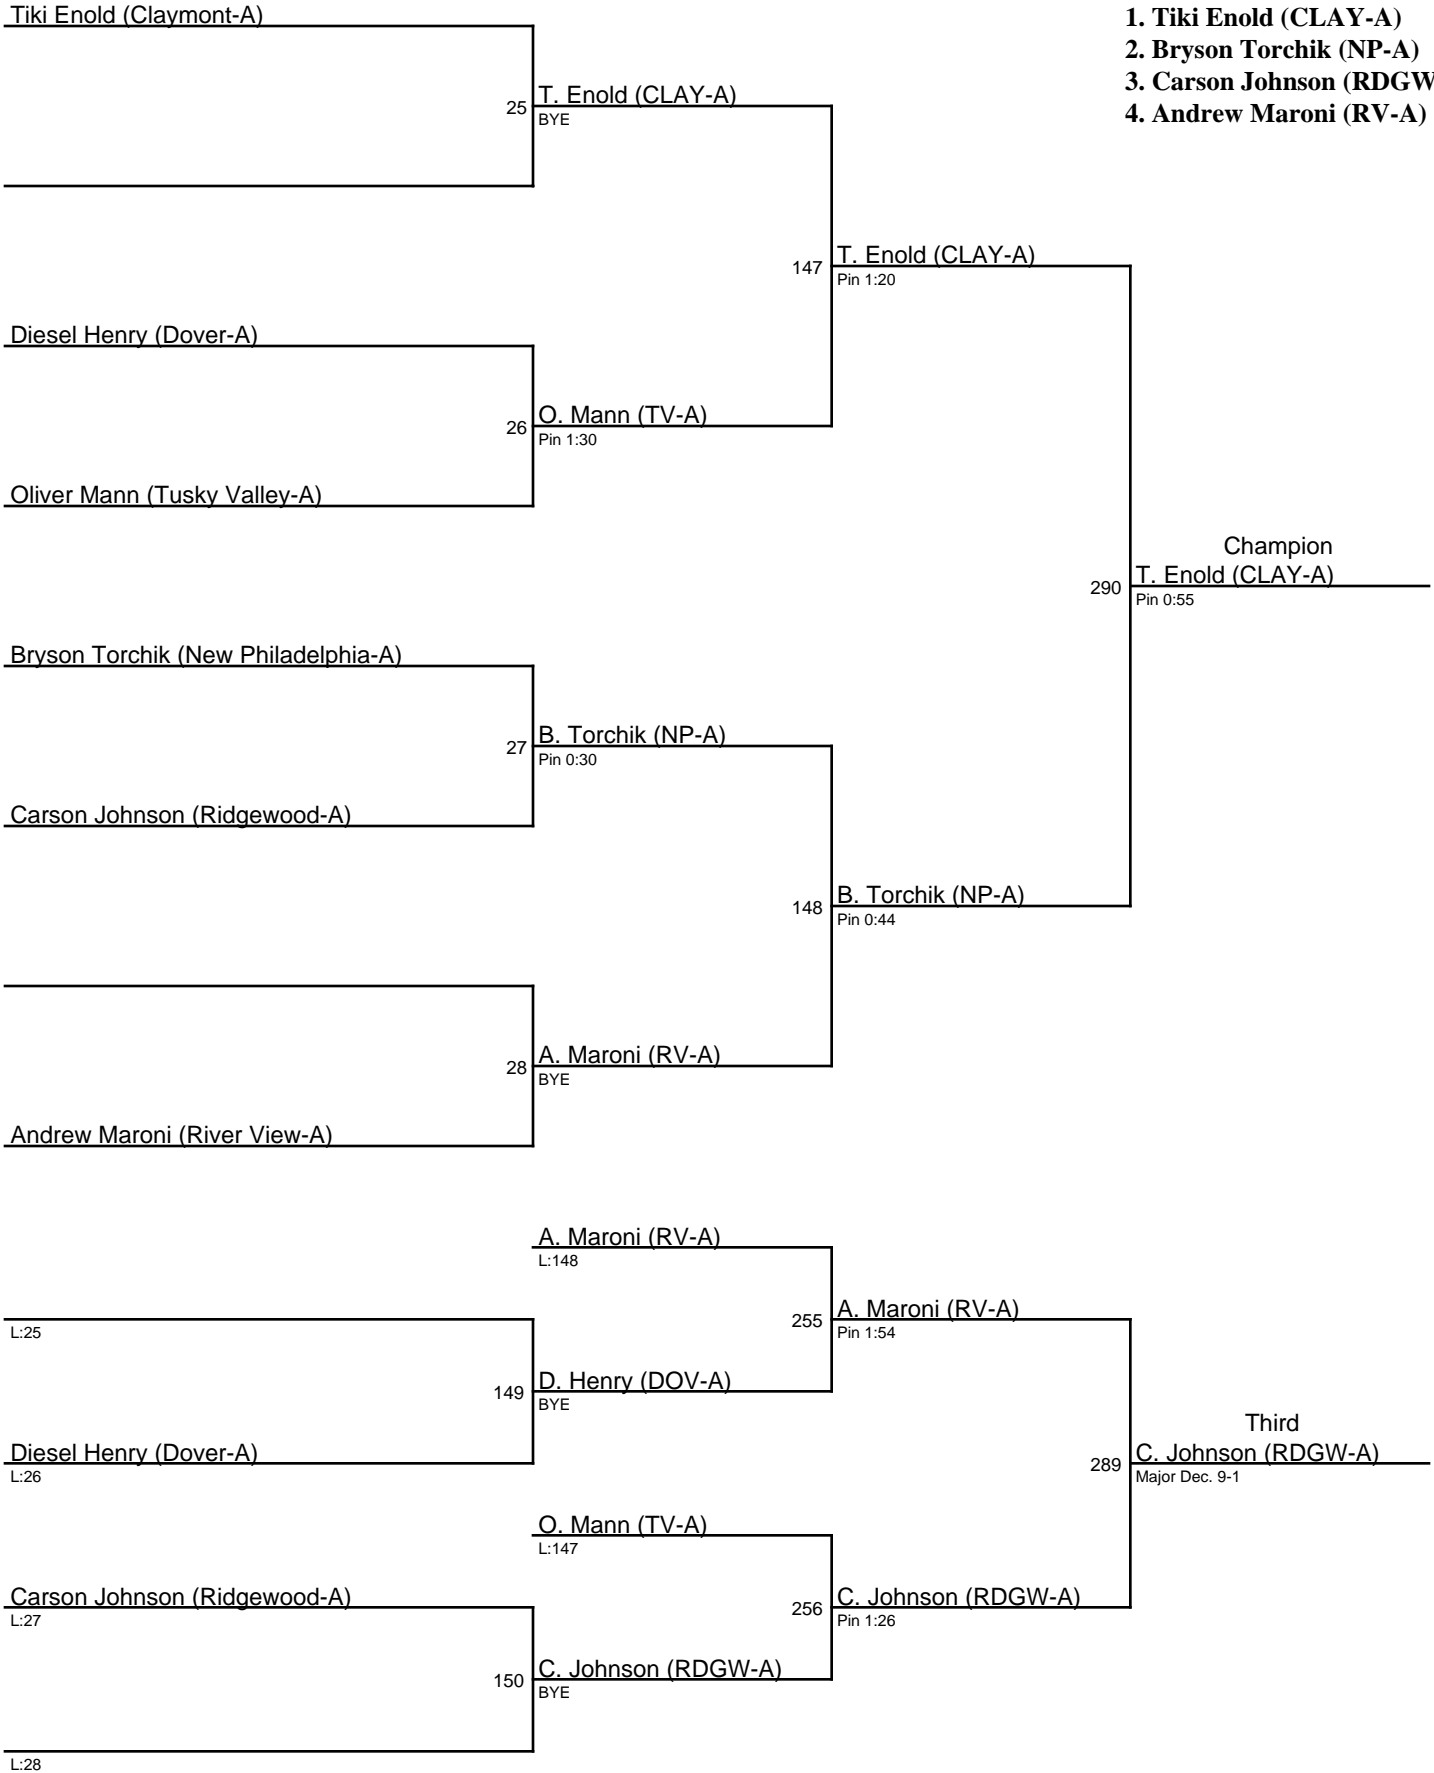 Tiki Enold (Claymont-A)
1. Tiki Enold (CLAY-A)
2. Bryson Torchik (NP-A)
3. Carson Johnson (RDGW
4. Andrew Maroni (RV-A)
25
T. Enold (CLAY-A)
BYE
147
T. Enold (CLAY-A)
Pin 1:20
Diesel Henry (Dover-A)
26
O. Mann (TV-A)
Pin 1:30
Oliver Mann (Tusky Valley-A)
Champion
290
T. Enold (CLAY-A)
Pin 0:55
Bryson Torchik (New Philadelphia-A)
27
B. Torchik (NP-A)
Pin 0:30
Carson Johnson (Ridgewood-A)
148
B. Torchik (NP-A)
Pin 0:44
28
A. Maroni (RV-A)
BYE
Andrew Maroni (River View-A)
A. Maroni (RV-A)
L:148
L:25
255
A. Maroni (RV-A)
Pin 1:54
149
D. Henry (DOV-A)
BYE
Diesel Henry (Dover-A)
L:26
Third
289
C. Johnson (RDGW-A)
Major Dec. 9-1
O. Mann (TV-A)
L:147
Carson Johnson (Ridgewood-A)
L:27
256
C. Johnson (RDGW-A)
Pin 1:26
150
C. Johnson (RDGW-A)
BYE
L:28